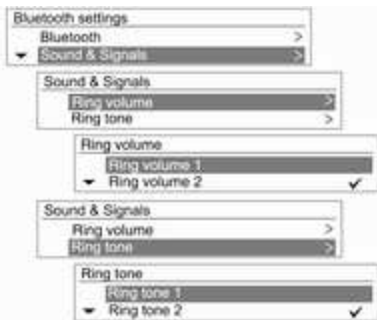 Bluetooth settings
Bluetooth >
Sound & Signals >
Sound & Signals
Ring volume >
Ring tone >
Ring volume
Ring volume 1
Ring volume 2 ✓
Sound & Signals
Ring volume >
Ring tone >
Ring tone
Ring tone 1
Ring tone 2 ✓